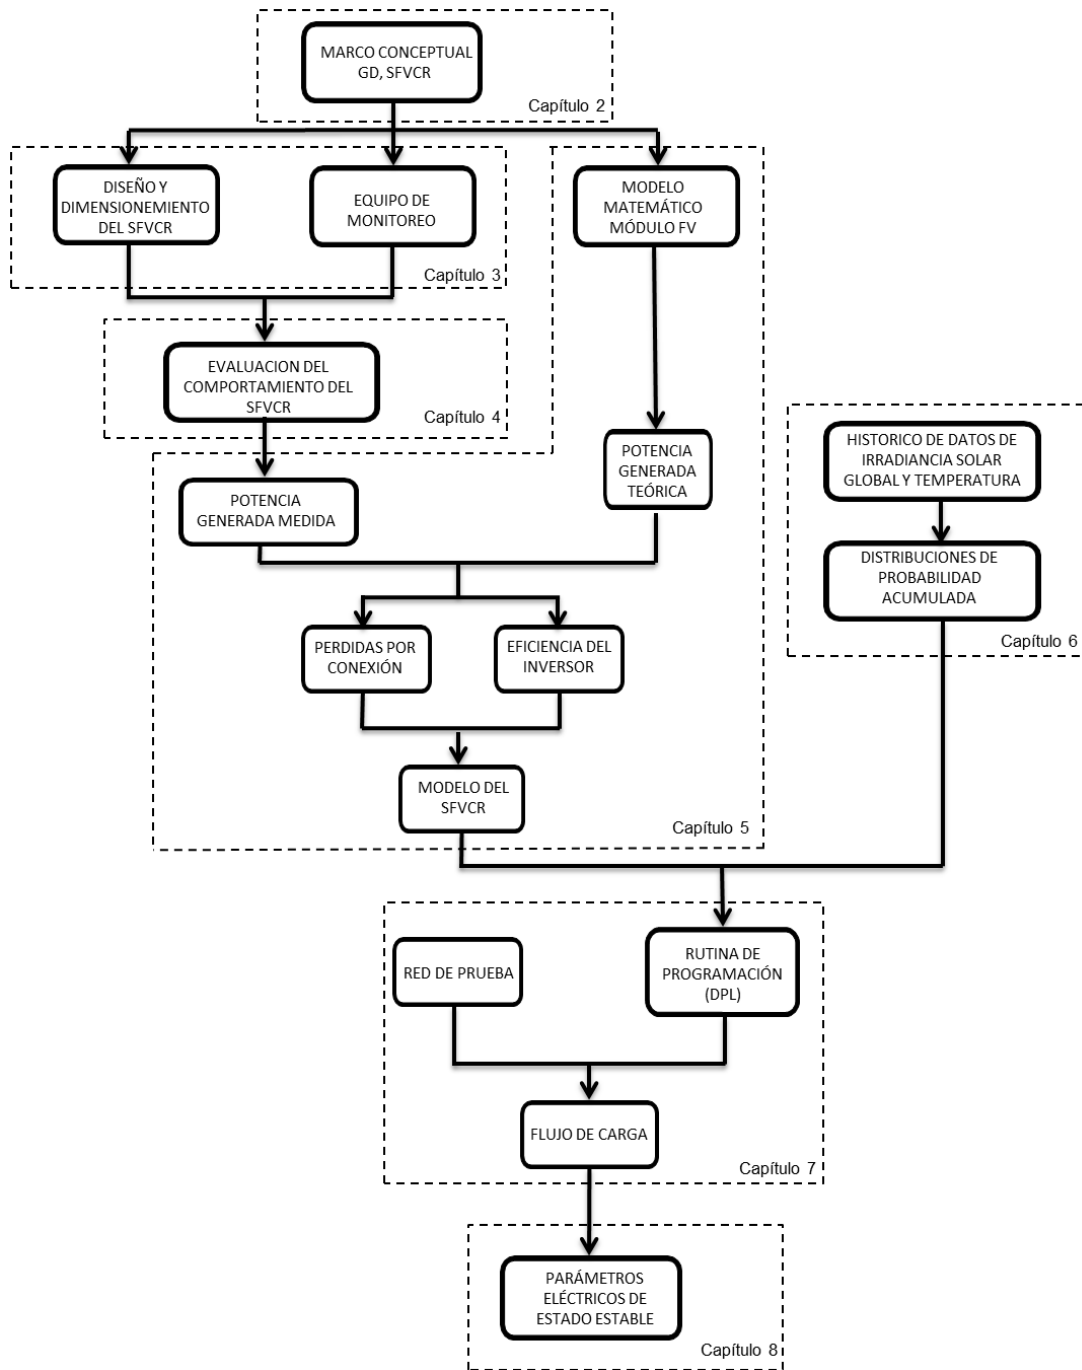 MARCO CONCEPTUAL
GD, SFVCR
Capítulo 2
DISEÑO Y
DIMENSIONEMIENTO
DEL SFVCR
EQUIPO DE
MONITOREO
Capítulo 3
MODELO
MATEMÁTICO
MÓDULO FV
EVALUACION DEL
COMPORTAMIENTO DEL
SFVCR
Capítulo 4
POTENCIA
GENERADA MEDIDA
POTENCIA
GENERADA
TEÓRICA
HISTORICO DE DATOS DE
IRRADIANCIA SOLAR
GLOBAL Y TEMPERATURA
DISTRIBUCIONES DE
PROBABILIDAD
ACUMULADA
Capítulo 6
PERDIDAS POR
CONEXIÓN
EFICIENCIA DEL
INVERSOR
MODELO DEL
SFVCR
Capítulo 5
RED DE PRUEBA
RUTINA DE
PROGRAMACIÓN
(DPL)
FLUJO DE CARGA
Capítulo 7
PARÁMETROS
ELÉCTRICOS DE
ESTADO ESTABLE
Capítulo 8